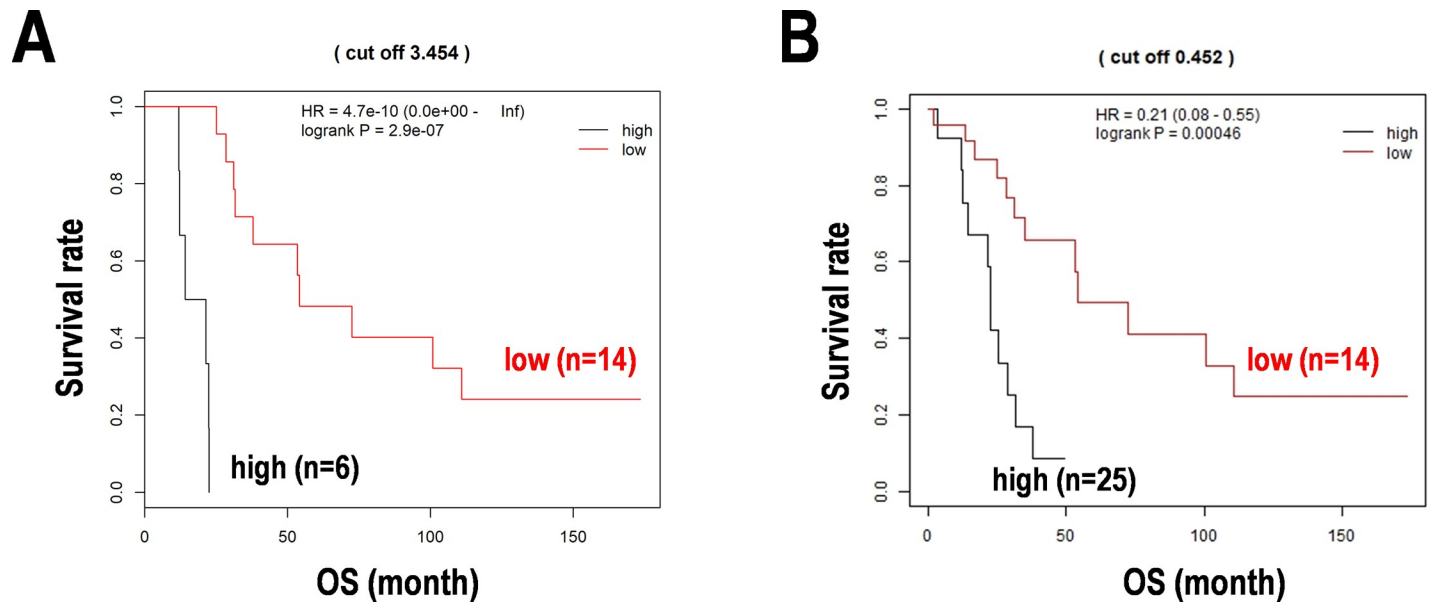 A
( cut off 3.454 )
HR = 4.7e-10 (0.0e+00 - Inf)
logrank P = 2.9e-07
high
low
Survival rate
1.0
0.8
0.6
0.4
0.2
0.0
low (n=14)
high (n=6)
0 50 100 150
OS (month)
B
( cut off 0.452 )
HR = 0.21 (0.08 - 0.55)
logrank P = 0.00046
high
low
Survival rate
1.0
0.8
0.6
0.4
0.2
0.0
low (n=14)
high (n=25)
0 50 100 150
OS (month)